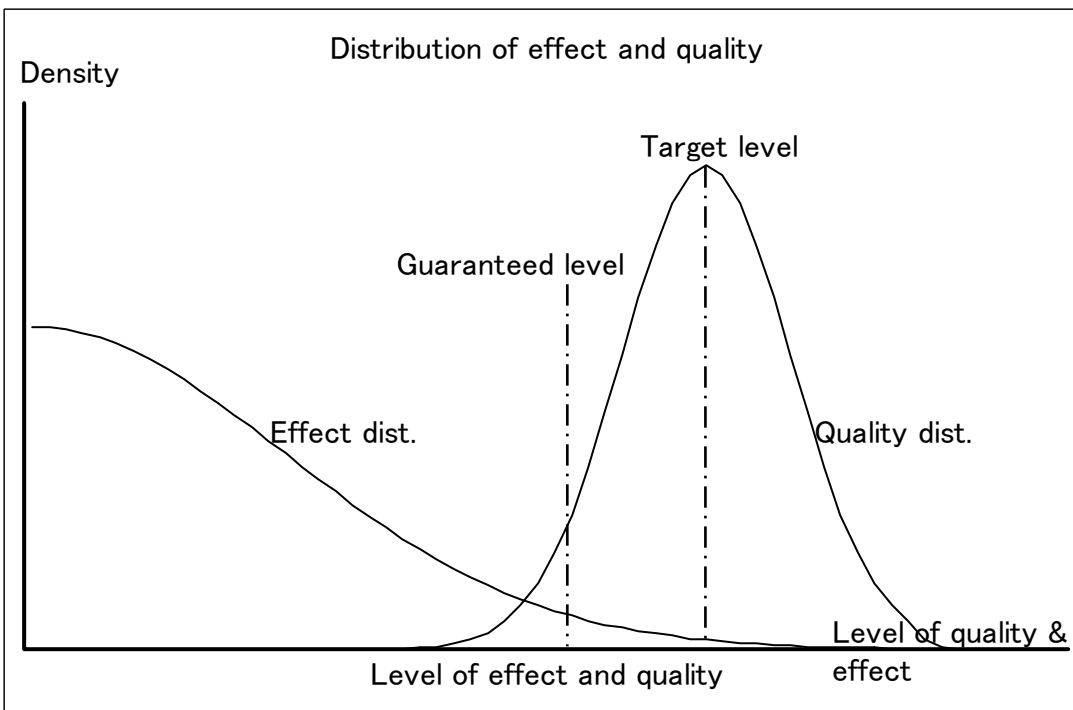 Distribution of effect and quality
Density
Target level
Guaranteed level
Effect dist.
Quality dist.
Level of quality &
effect
Level of effect and quality